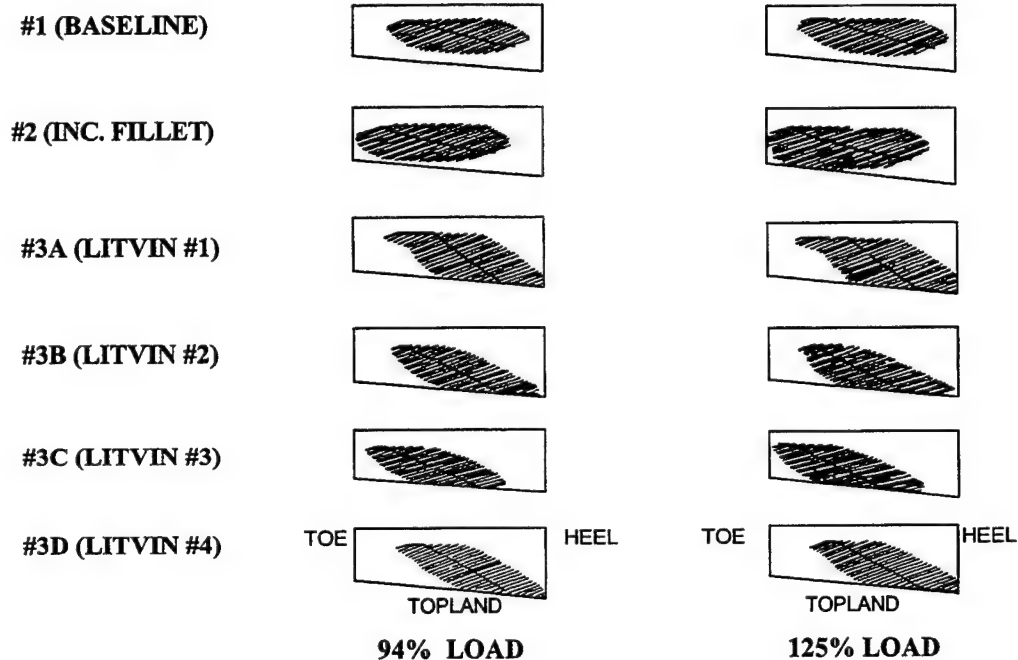 #1 (BASELINE)
#2 (INC. FILLET)
#3A (LITVIN #1)
#3B (LITVIN #2)
#3C (LITVIN #3)
#3D (LITVIN #4)
TOE
HEEL
TOPLAND
94% LOAD
TOE
HEEL
TOPLAND
125% LOAD